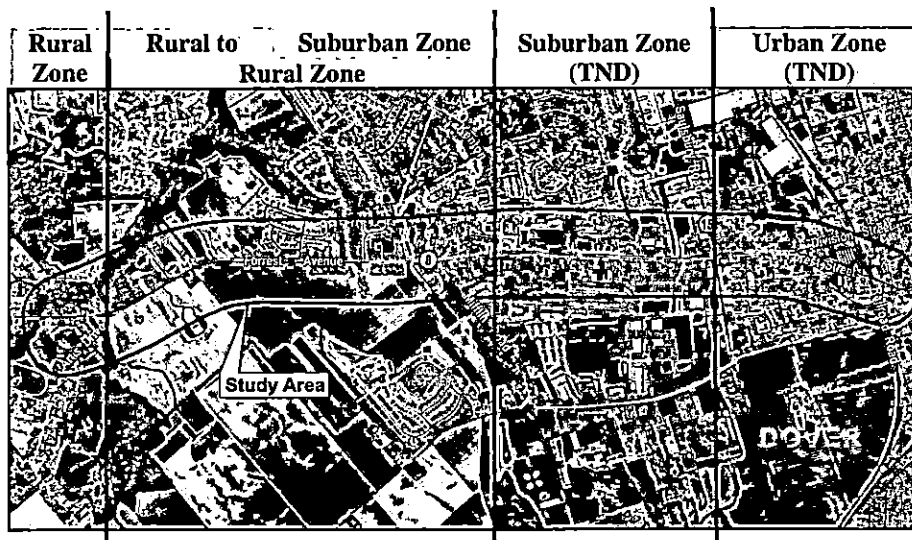 Rural Zone
Rural to Suburban Zone
Rural Zone
Suburban Zone
(TND)
Urban Zone
(TND)
Forrest Avenue
Study Area
DOVER